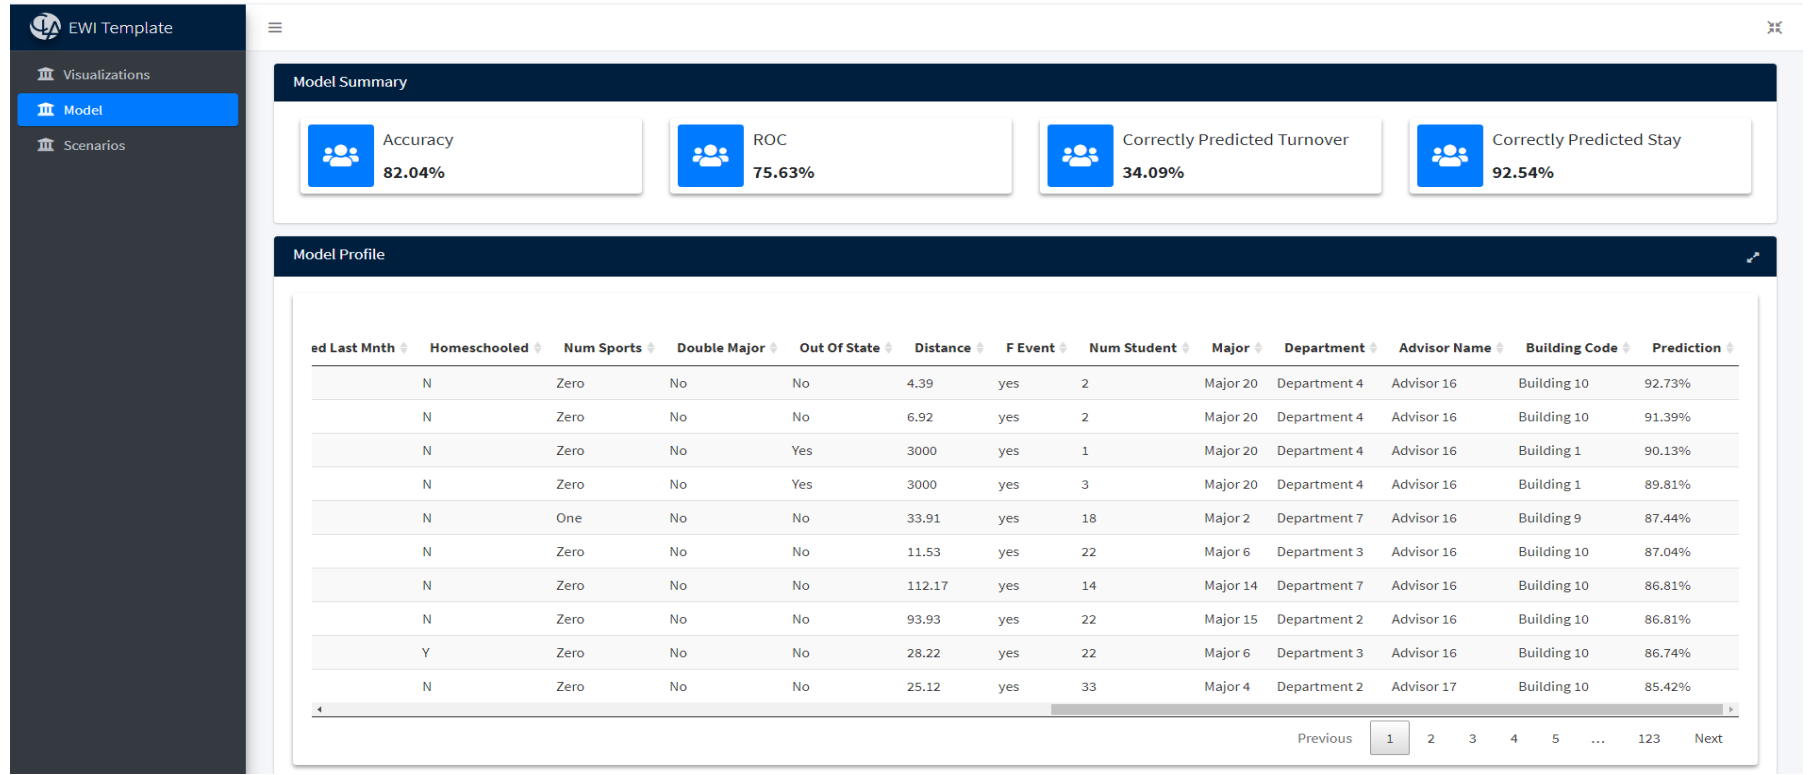 EWI Template
Visualizations
Model
Scenarios
Model Summary
Accuracy
82.04%
ROC
75.63%
Correctly Predicted Turnover
34.09%
Correctly Predicted Stay
92.54%
Model Profile
ed Last Mnth Homeschooled Num Sports Double Major Out Of State Distance F Event Num Student Major Department Advisor Name Building Code Prediction
N Zero No No 4.39 yes 2 Major 20 Department 4 Advisor 16 Building 10 92.73%
N Zero No No 6.92 yes 2 Major 20 Department 4 Advisor 16 Building 10 91.39%
N Zero No Yes 3000 yes 1 Major 20 Department 4 Advisor 16 Building 1 90.13%
N Zero No Yes 3000 yes 3 Major 20 Department 4 Advisor 16 Building 1 89.81%
N One No No 33.91 yes 18 Major 2 Department 7 Advisor 16 Building 9 87.44%
N Zero No No 11.53 yes 22 Major 6 Department 3 Advisor 16 Building 10 87.04%
N Zero No No 112.17 yes 14 Major 14 Department 7 Advisor 16 Building 10 86.81%
N Zero No No 93.93 yes 22 Major 15 Department 2 Advisor 16 Building 10 86.81%
Y Zero No No 28.22 yes 22 Major 6 Department 3 Advisor 16 Building 10 86.74%
N Zero No No 25.12 yes 33 Major 4 Department 2 Advisor 17 Building 10 85.42%
Previous 1 2 3 4 5 ... 123 Next